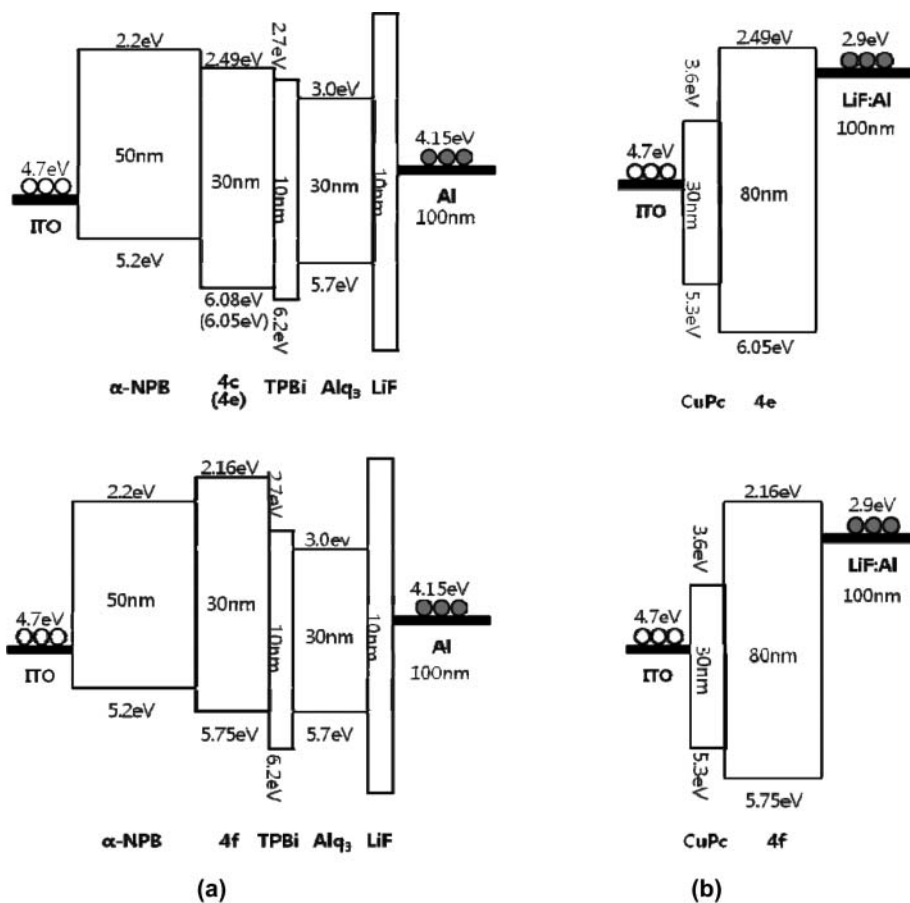 2.2eV
2.49eV
2.7eV
3.0eV
4.7eV
ITO
50nm
30nm
10nm
30nm
10nm
4.15eV
Al
100nm
5.2eV
6.08eV
(6.05eV)
6.2eV
5.7eV
α-NPB 4c TPBi Alq₃ LiF
(4e)
2.49eV
2.9eV
3.6eV
LiF:Al
100nm
4.7eV
ITO
30nm
80nm
5.3eV
6.05eV
CuPc 4e
2.16eV
2.2eV
2.7eV
3.0ev
4.7eV
ITO
50nm
30nm
10nm
30nm
10nm
4.15eV
Al
100nm
5.2eV
5.75eV
6.2eV
5.7eV
α-NPB 4f TPBi Alq₃ LiF
2.16eV
2.9eV
3.6eV
LiF:Al
100nm
4.7eV
ITO
30nm
80nm
5.3eV
5.75eV
CuPc 4f
(a) (b)